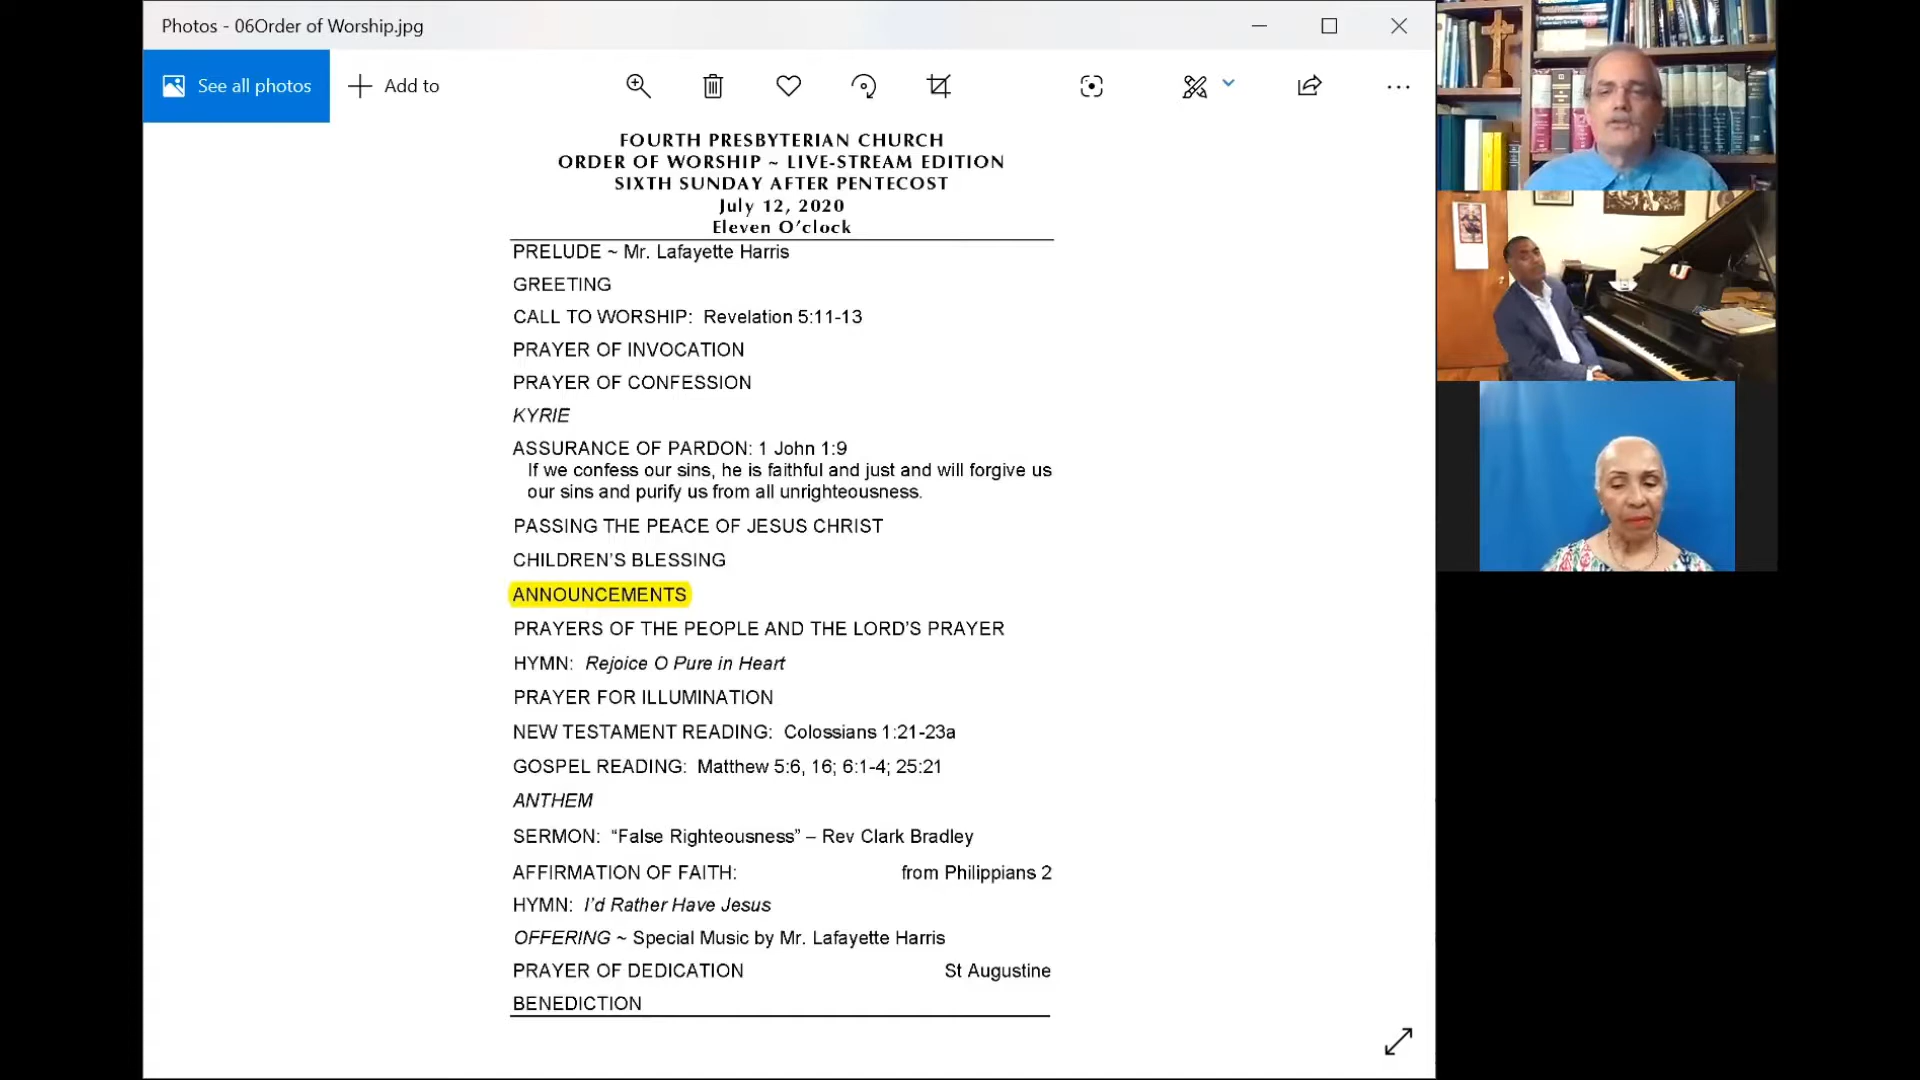 Photos - 06Order of Worship.jpg
See all photos
Add to
FOURTH PRESBYTERIAN CHURCH
ORDER OF WORSHIP ~ LIVE-STREAM EDITION
SIXTH SUNDAY AFTER PENTECOST
July 12, 2020
Eleven O'clock
PRELUDE ~ Mr. Lafayette Harris
GREETING
CALL TO WORSHIP: Revelation 5:11-13
PRAYER OF INVOCATION
PRAYER OF CONFESSION
KYRIE
ASSURANCE OF PARDON: 1 John 1:9
If we confess our sins, he is faithful and just and will forgive us
our sins and purify us from all unrighteousness.
PASSING THE PEACE OF JESUS CHRIST
CHILDREN'S BLESSING
ANNOUNCEMENTS
PRAYERS OF THE PEOPLE AND THE LORD'S PRAYER
HYMN: Rejoice O Pure in Heart
PRAYER FOR ILLUMINATION
NEW TESTAMENT READING: Colossians 1:21-23a
GOSPEL READING: Matthew 5:6, 16; 6:1-4; 25:21
ANTHEM
SERMON: “False Righteousness” – Rev Clark Bradley
AFFIRMATION OF FAITH: from Philippians 2
HYMN: I'd Rather Have Jesus
OFFERING ~ Special Music by Mr. Lafayette Harris
PRAYER OF DEDICATION St Augustine
BENEDICTION